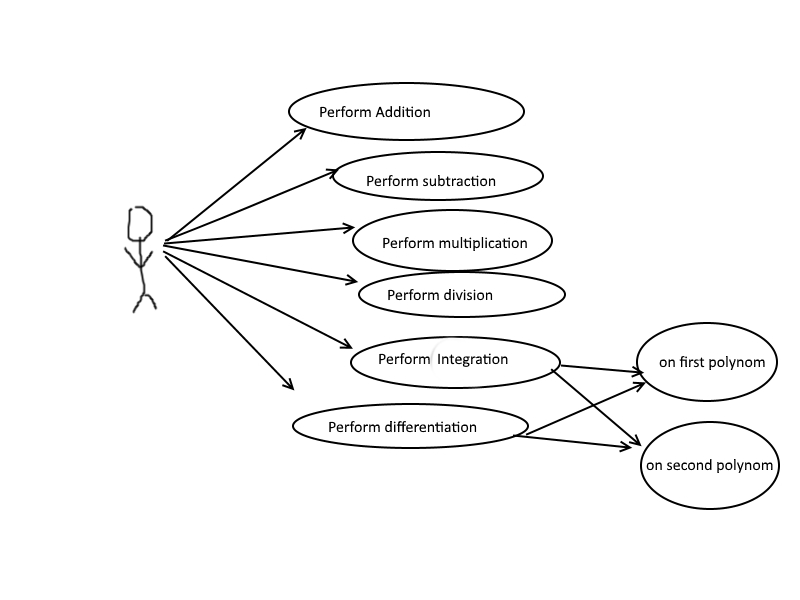 Perform Addition
Perform subtraction
Perform multiplication
Perform division
Perform Integration
on first polynom
Perform differentiation
on second polynom